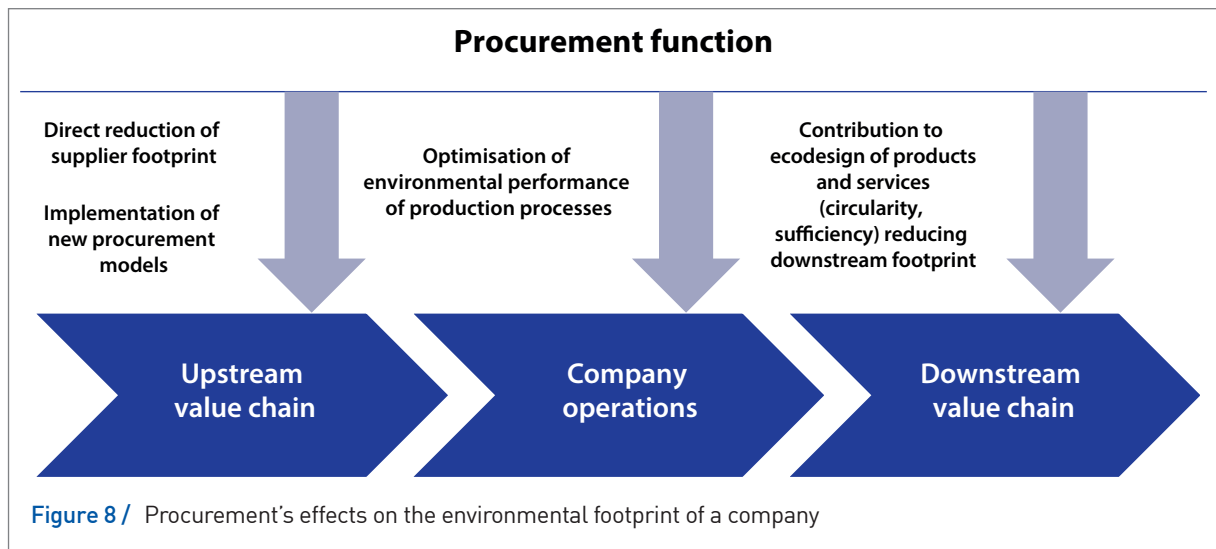 Procurement function
Direct reduction of
supplier footprint
Implementation of
new procurement
models
Optimisation of
environmental performance
of production processes
Contribution to
ecodesign of products
and services
(circularity,
sufficiency) reducing
downstream footprint
Upstream
value chain
Company
operations
Downstream
value chain
Figure 8 / Procurement’s effects on the environmental footprint of a company